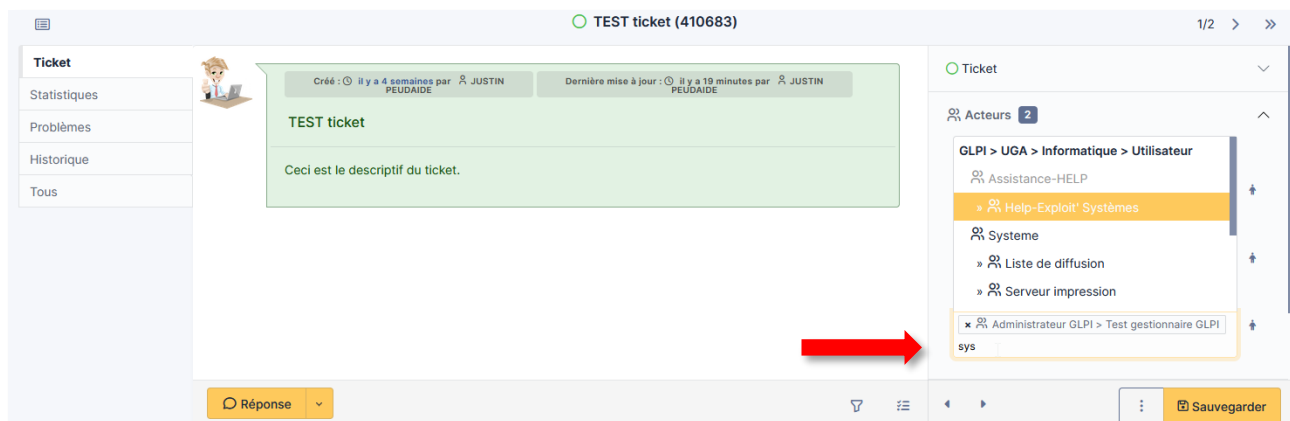 TEST ticket (410683)
1/2
Ticket
Statistiques
Problèmes
Historique
Tous
Créé : il y a 4 semaines par JUSTIN
PEUDAIDE
Dernière mise à jour : il y a 19 minutes par JUSTIN
PEUDAIDE
TEST ticket
Ceci est le descriptif du ticket.
Réponse
Ticket
Acteurs 2
GLPI > UGA > Informatique > Utilisateur
Assistance-HELP
» Help-Exploit' Systèmes
Systeme
» Liste de diffusion
» Serveur impression
× Administrateur GLPI > Test gestionnaire GLPI
sys
Sauvegarder